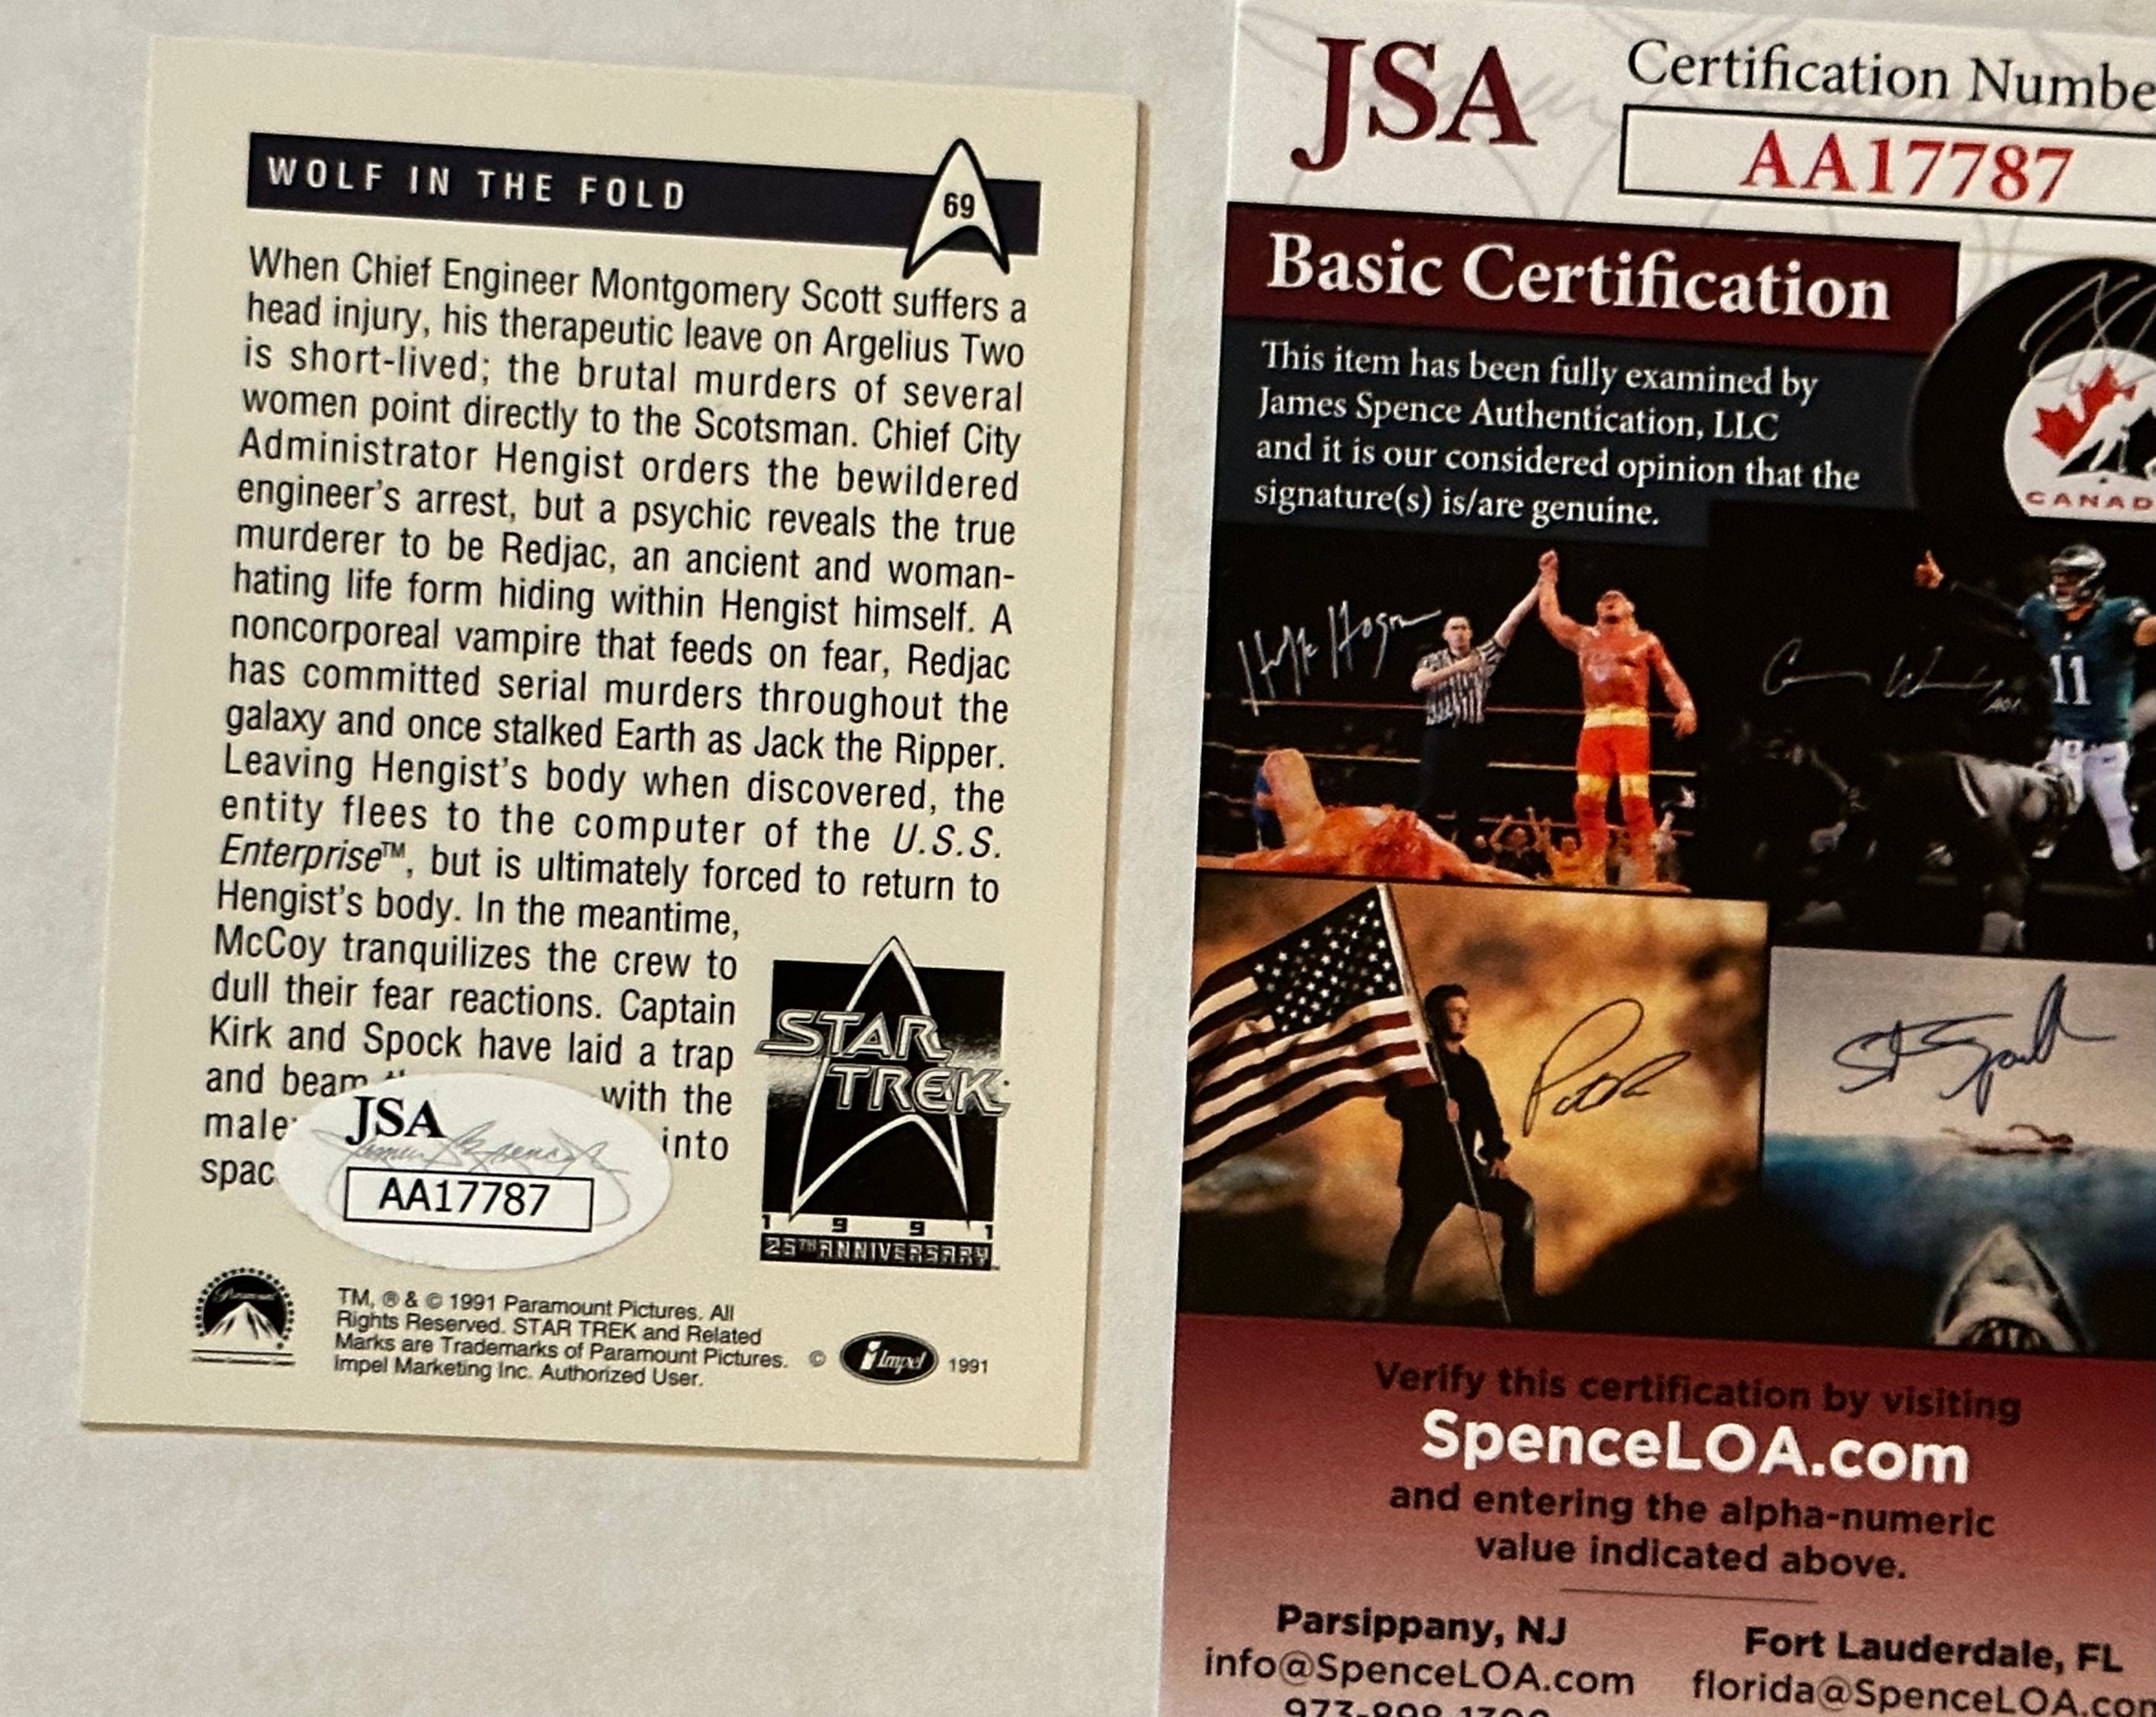 WOLF IN THE FOLD
69
When Chief Engineer Montgomery Scott suffers a
head injury, his therapeutic leave on Argelius Two
is short-lived; the brutal murders of several
women point directly to the Scotsman. Chief City
Administrator Hengist orders the bewildered
engineer's arrest, but a psychic reveals the true
murderer to be Redjac, an ancient and woman-
hating life form hiding within Hengist himself. A
noncorporeal vampire that feeds on fear, Redjac
has committed serial murders throughout the
galaxy and once stalked Earth as Jack the Ripper.
Leaving Hengist's body when discovered, the
entity flees to the computer of the U.S.S.
Enterprise™, but is ultimately forced to return to
Hengist's body. In the meantime,
McCoy tranquilizes the crew to
dull their fear reactions. Captain
Kirk and Spock have laid a trap
and beam with the
into
STAR
TREK
1991
25TH ANNIVERSARY
JSA
AA17787
Paramount
TM, ® & © 1991 Paramount Pictures. All
Rights Reserved. STAR TREK and Related
Marks are Trademarks of Paramount Pictures.
Impel Marketing Inc. Authorized User.
© Impel 1991
JSA
Certification Numbe
AA17787
Basic Certification
This item has been fully examined by
James Spence Authentication, LLC
and it is our considered opinion that the
signature(s) is/are genuine.
CANAD
Hulk Hogan
11
Verify this certification by visiting
SpenceLOA.com
and entering the alpha-numeric
value indicated above.
Parsippany, NJ
info@SpenceLOA.com
Fort Lauderdale, FL
florida@SpenceLOA.com